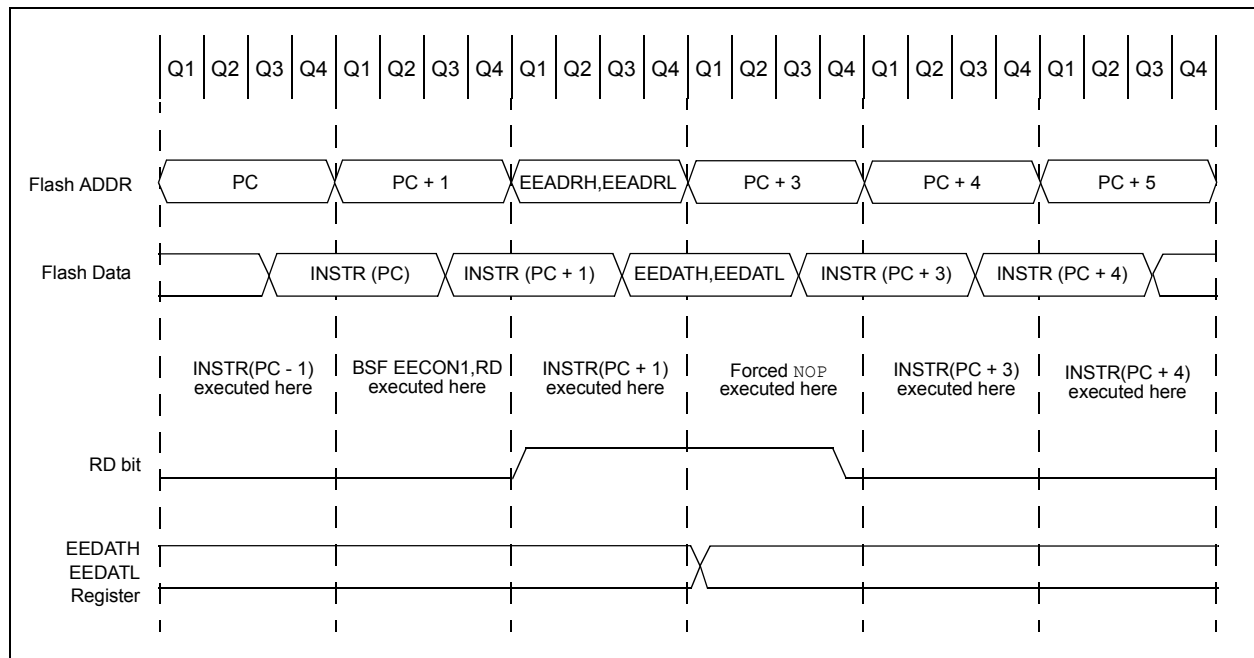 Q1 Q2 Q3 Q4 Q1 Q2 Q3 Q4 Q1 Q2 Q3 Q4 Q1 Q2 Q3 Q4 Q1 Q2 Q3 Q4 Q1 Q2 Q3 Q4
Flash ADDR PC PC + 1 EEADRH,EEADRL PC + 3 PC + 4 PC + 5
Flash Data INSTR (PC) INSTR (PC + 1) EEDATH,EEDATL INSTR (PC + 3) INSTR (PC + 4)
INSTR(PC - 1) BSF EECON1,RD INSTR(PC + 1) Forced NOP INSTR(PC + 3) INSTR(PC + 4)
executed here executed here executed here executed here executed here executed here
RD bit
EEDATH
EEDATL
Register